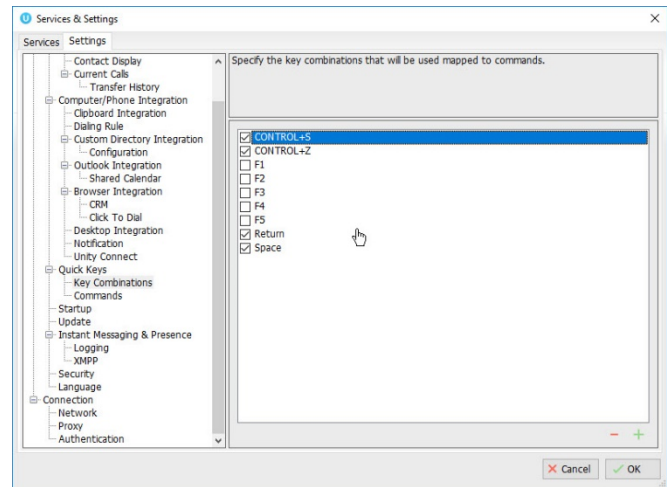 Services & Settings
Services Settings
Contact Display
Current Calls
Transfer History
Computer/Phone Integration
Clipboard Integration
Dialing Rule
Custom Directory Integration
Configuration
Outlook Integration
Shared Calendar
Browser Integration
CRM
Click To Dial
Desktop Integration
Notification
Unity Connect
Quick Keys
Key Combinations
Commands
Startup
Update
Instant Messaging & Presence
Logging
XMPP
Security
Language
Connection
Network
Proxy
Authentication
Specify the key combinations that will be used mapped to commands.
CONTROL+S
CONTROL+Z
F1
F2
F3
F4
F5
Return
Space
Cancel
OK